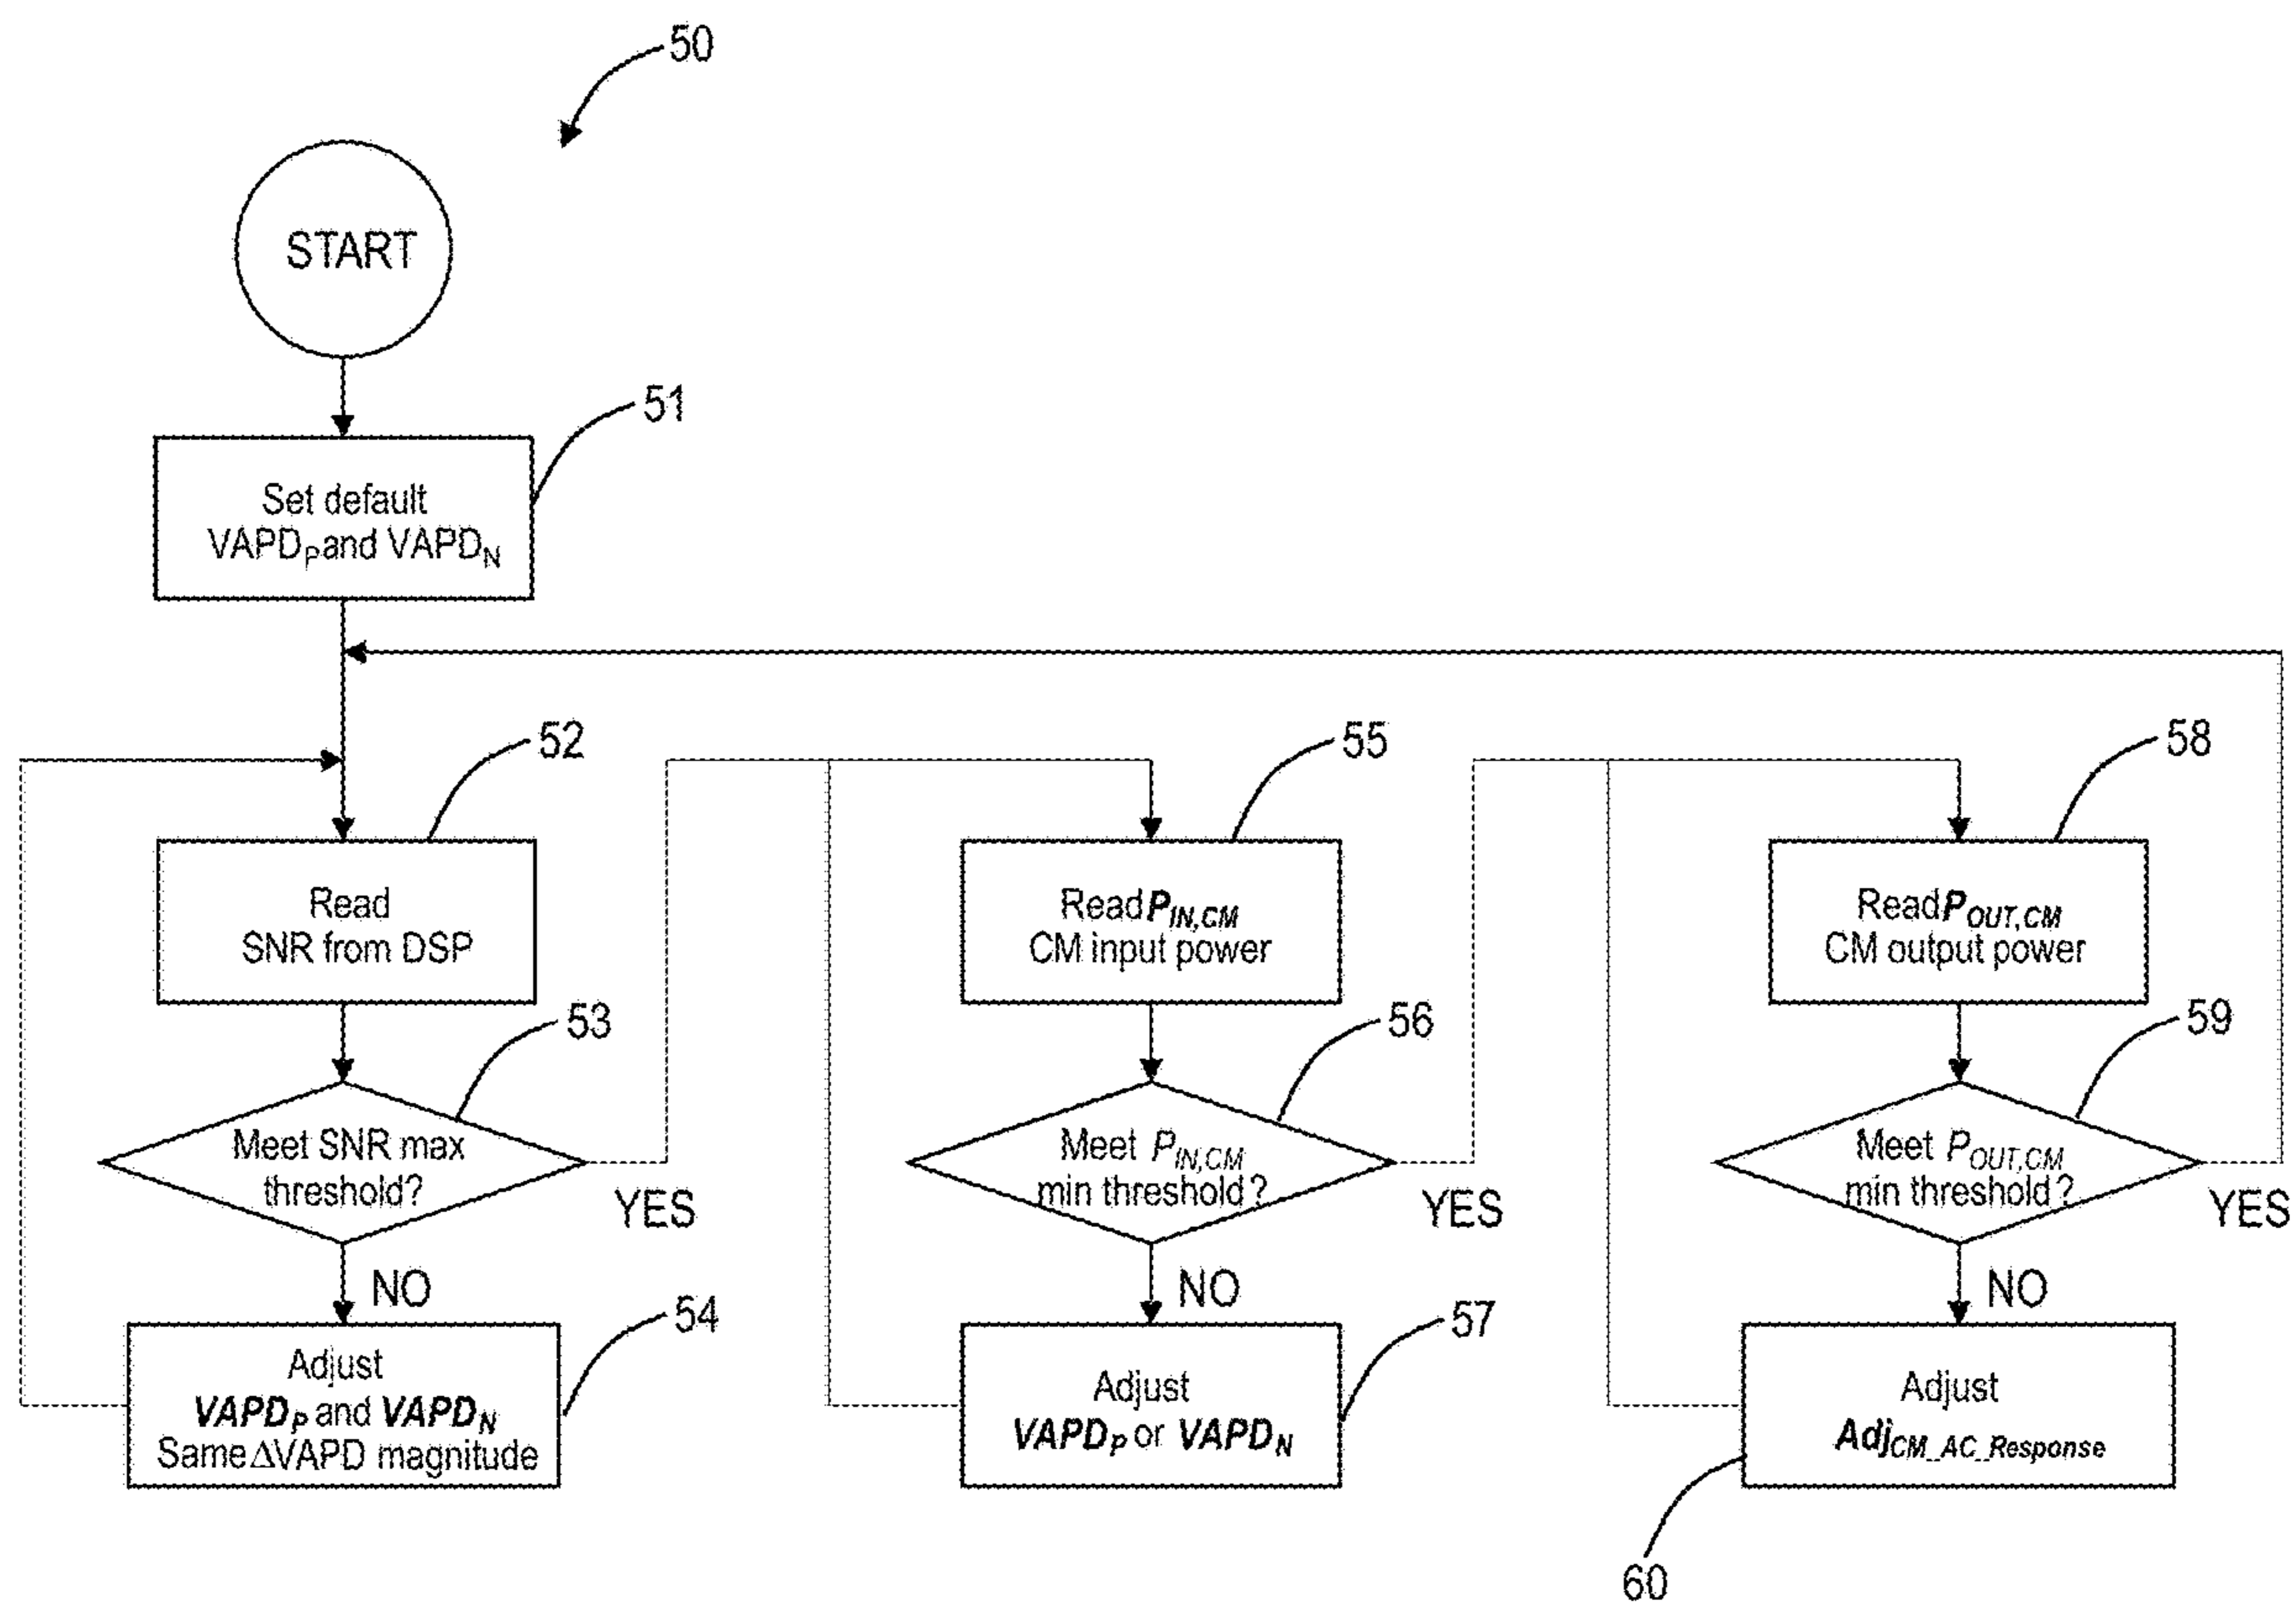 50
START
51
Set default
VAPDP and VAPDN
52
Read
SNR from DSP
53
Meet SNR max
threshold?
YES
NO
54
Adjust
VAPDP and VAPDN
Same ΔVAPD magnitude
55
Read PIN,CM
CM input power
56
Meet PIN,CM
min threshold?
YES
NO
57
Adjust
VAPDP or VAPDN
58
Read POUT,CM
CM output power
59
Meet POUT,CM
min threshold?
YES
NO
Adjust
AdjCM_AC_Response
60